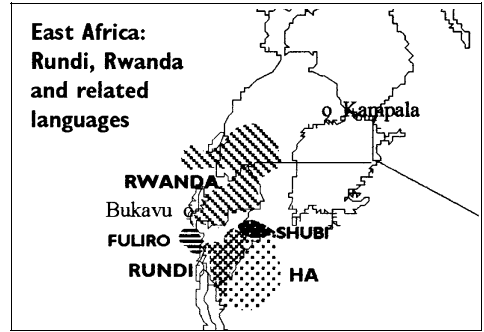 East Africa:
Rundi, Rwanda
and related
languages
Kampala
RWANDA
Bukavu
SHUBI
FULIRO
RUNDI
HA